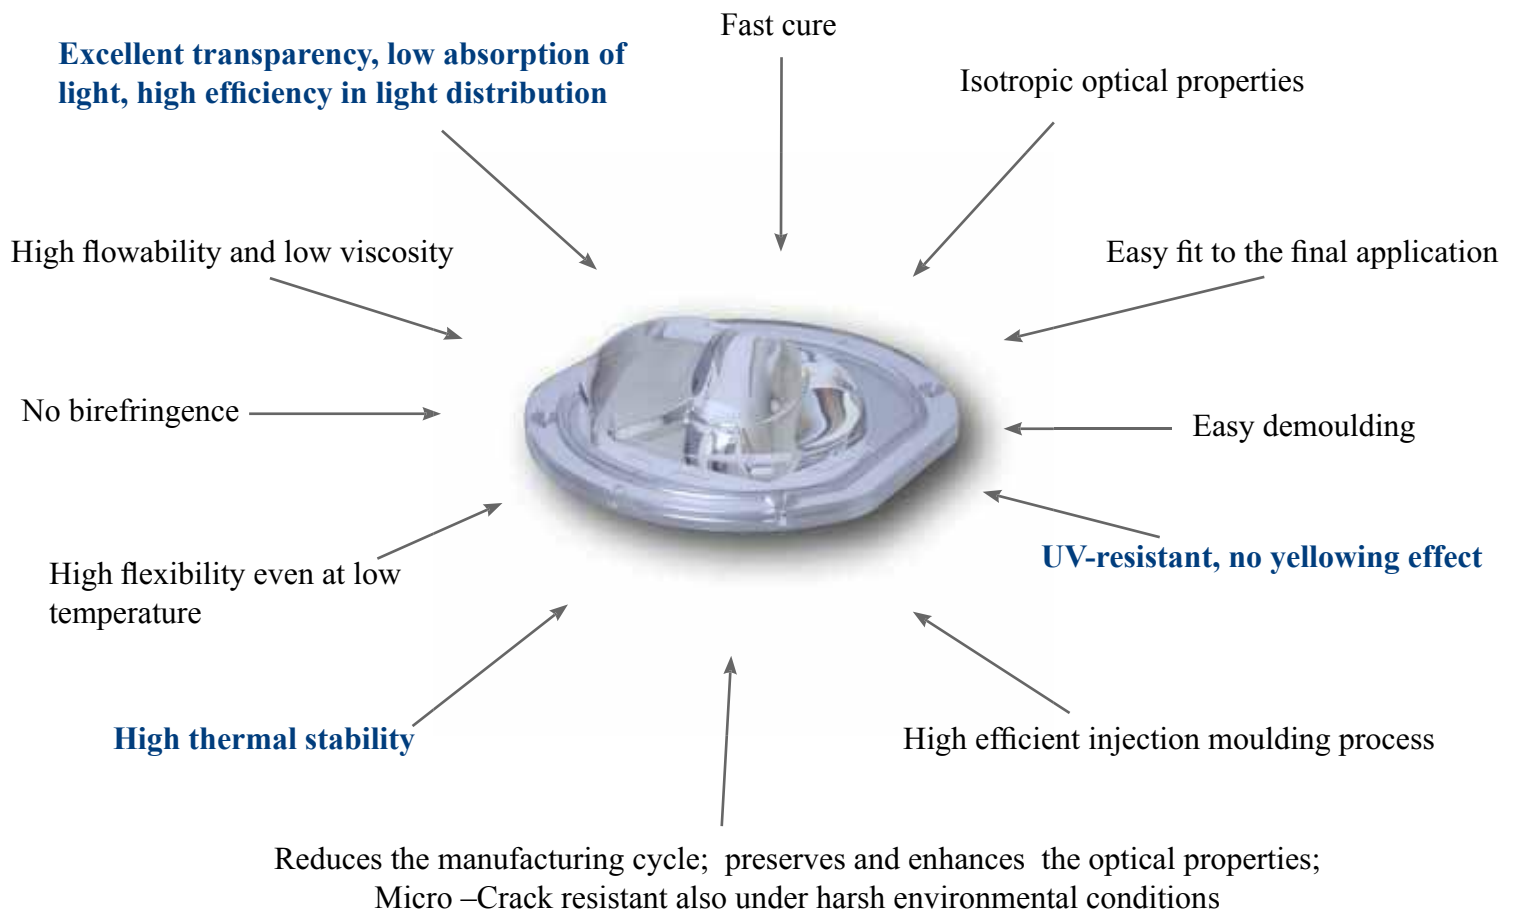 Fast cure
Excellent transparency, low absorption of
light, high efficiency in light distribution
Isotropic optical properties
High flowability and low viscosity
Easy fit to the final application
No birefringence
Easy demoulding
High flexibility even at low
temperature
UV-resistant, no yellowing effect
High thermal stability
High efficient injection moulding process
Reduces the manufacturing cycle;  preserves and enhances  the optical properties;
Micro –Crack resistant also under harsh environmental conditions